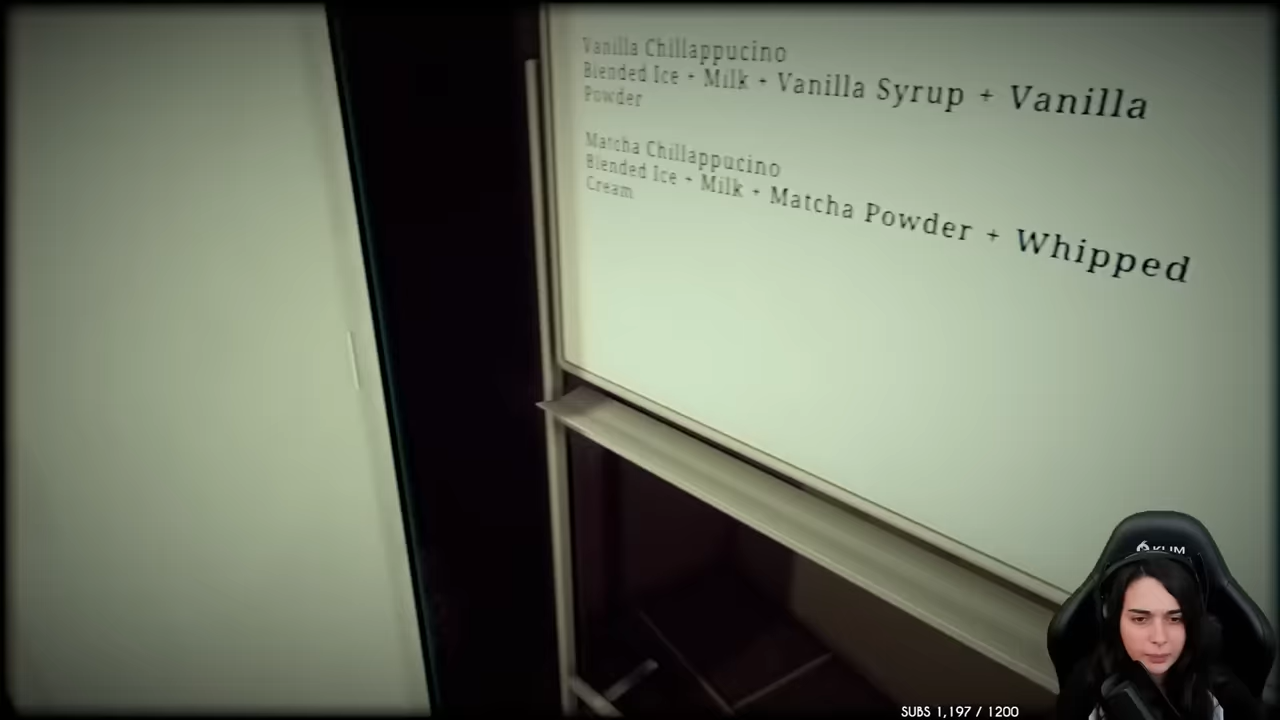 Vanilla Chillappucino
Blended Ice + Milk + Vanilla Syrup + Vanilla
Powder
Matcha Chillappucino
Blended Ice + Milk + Matcha Powder + Whipped
Cream
KLIM
SUBS 1,197 / 1200